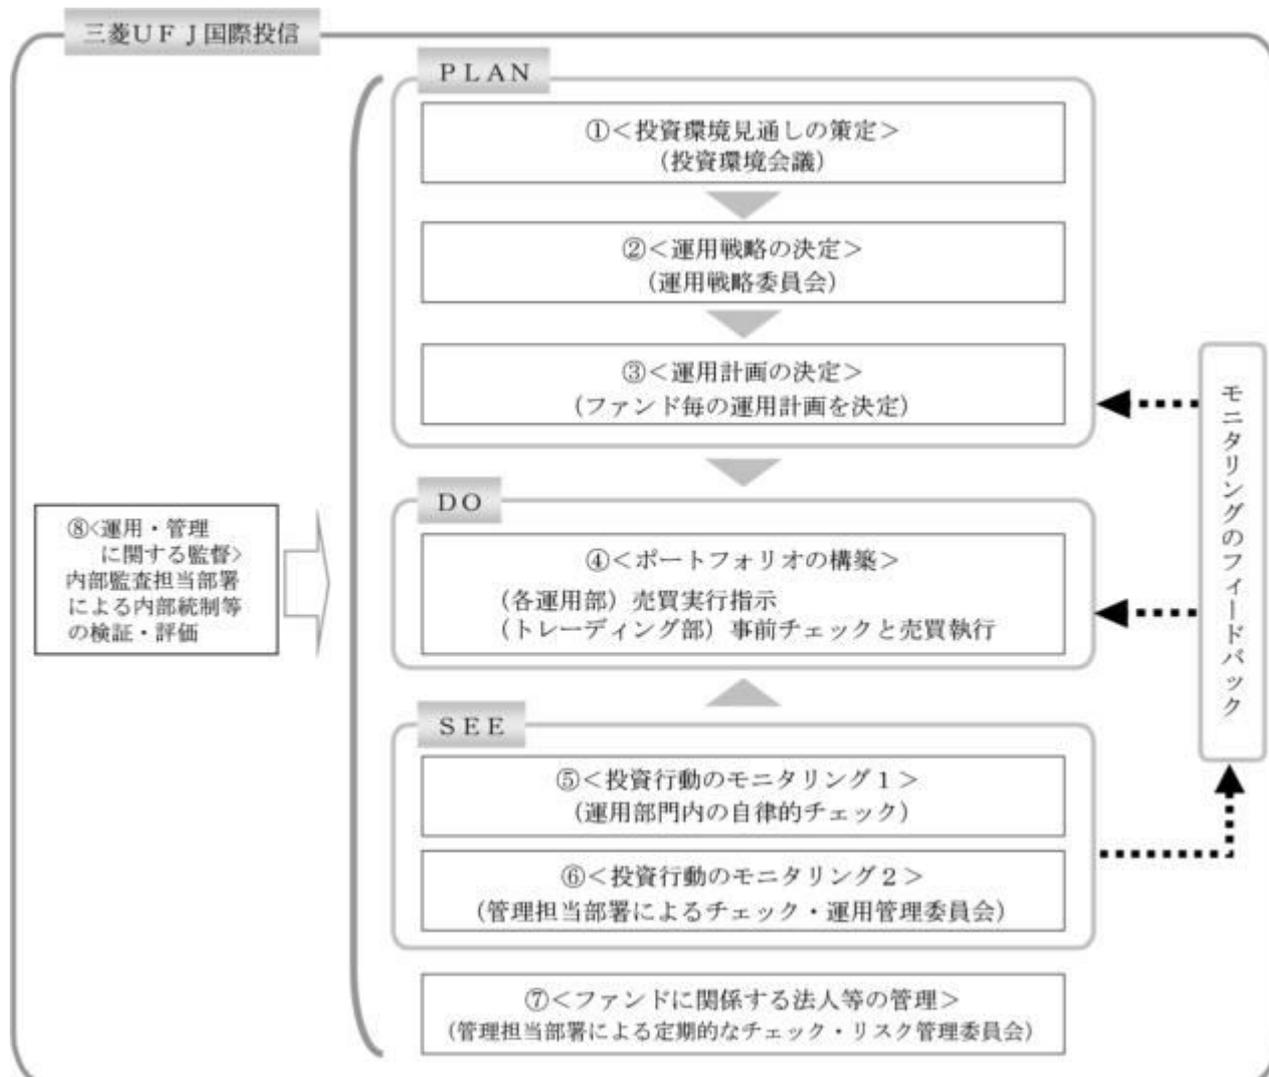 三菱UFJ国際投信
PLAN
①<投資環境見通しの策定>
(投資環境会議)
②<運用戦略の決定>
(運用戦略委員会)
③<運用計画の決定>
(ファンド毎の運用計画を決定)
DO
④<ポートフォリオの構築>
(各運用部)売買実行指示
(トレーディング部)事前チェックと売買執行
SEE
⑤<投資行動のモニタリング1>
(運用部門内の自律的チェック)
⑥<投資行動のモニタリング2>
(管理担当部署によるチェック・運用管理委員会)
⑦<ファンドに関係する法人等の管理>
(管理担当部署による定期的なチェック・リスク管理委員会)
⑧<運用・管理
に関する監督>
内部監査担当部署
による内部統制等
の検証・評価
モニタリングのフィードバック